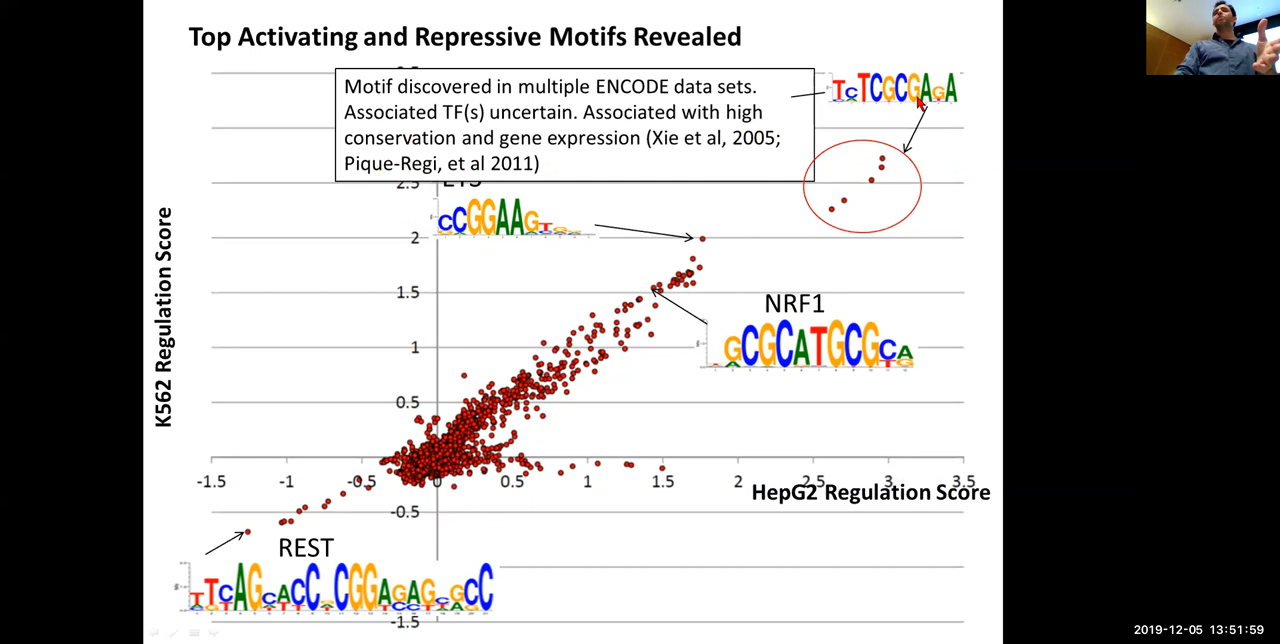 Top Activating and Repressive Motifs Revealed
Motif discovered in multiple ENCODE data sets.
Associated TF(s) uncertain. Associated with high
conservation and gene expression (Xie et al, 2005;
Pique-Regi, et al 2011)
TCTCGCGAGA
2.5
CCGGAAGT
2
1.5
NRF1
GCGCATGCGCA
1
0.5
K562 Regulation Score
-1.5
-1
-0.5
0
0.5
1
1.5
2
2.5
3
3.5
HepG2 Regulation Score
-0.5
REST
TTCAGCACC CGGAGAG GCC
-1.5
2019-12-05 13:51:59